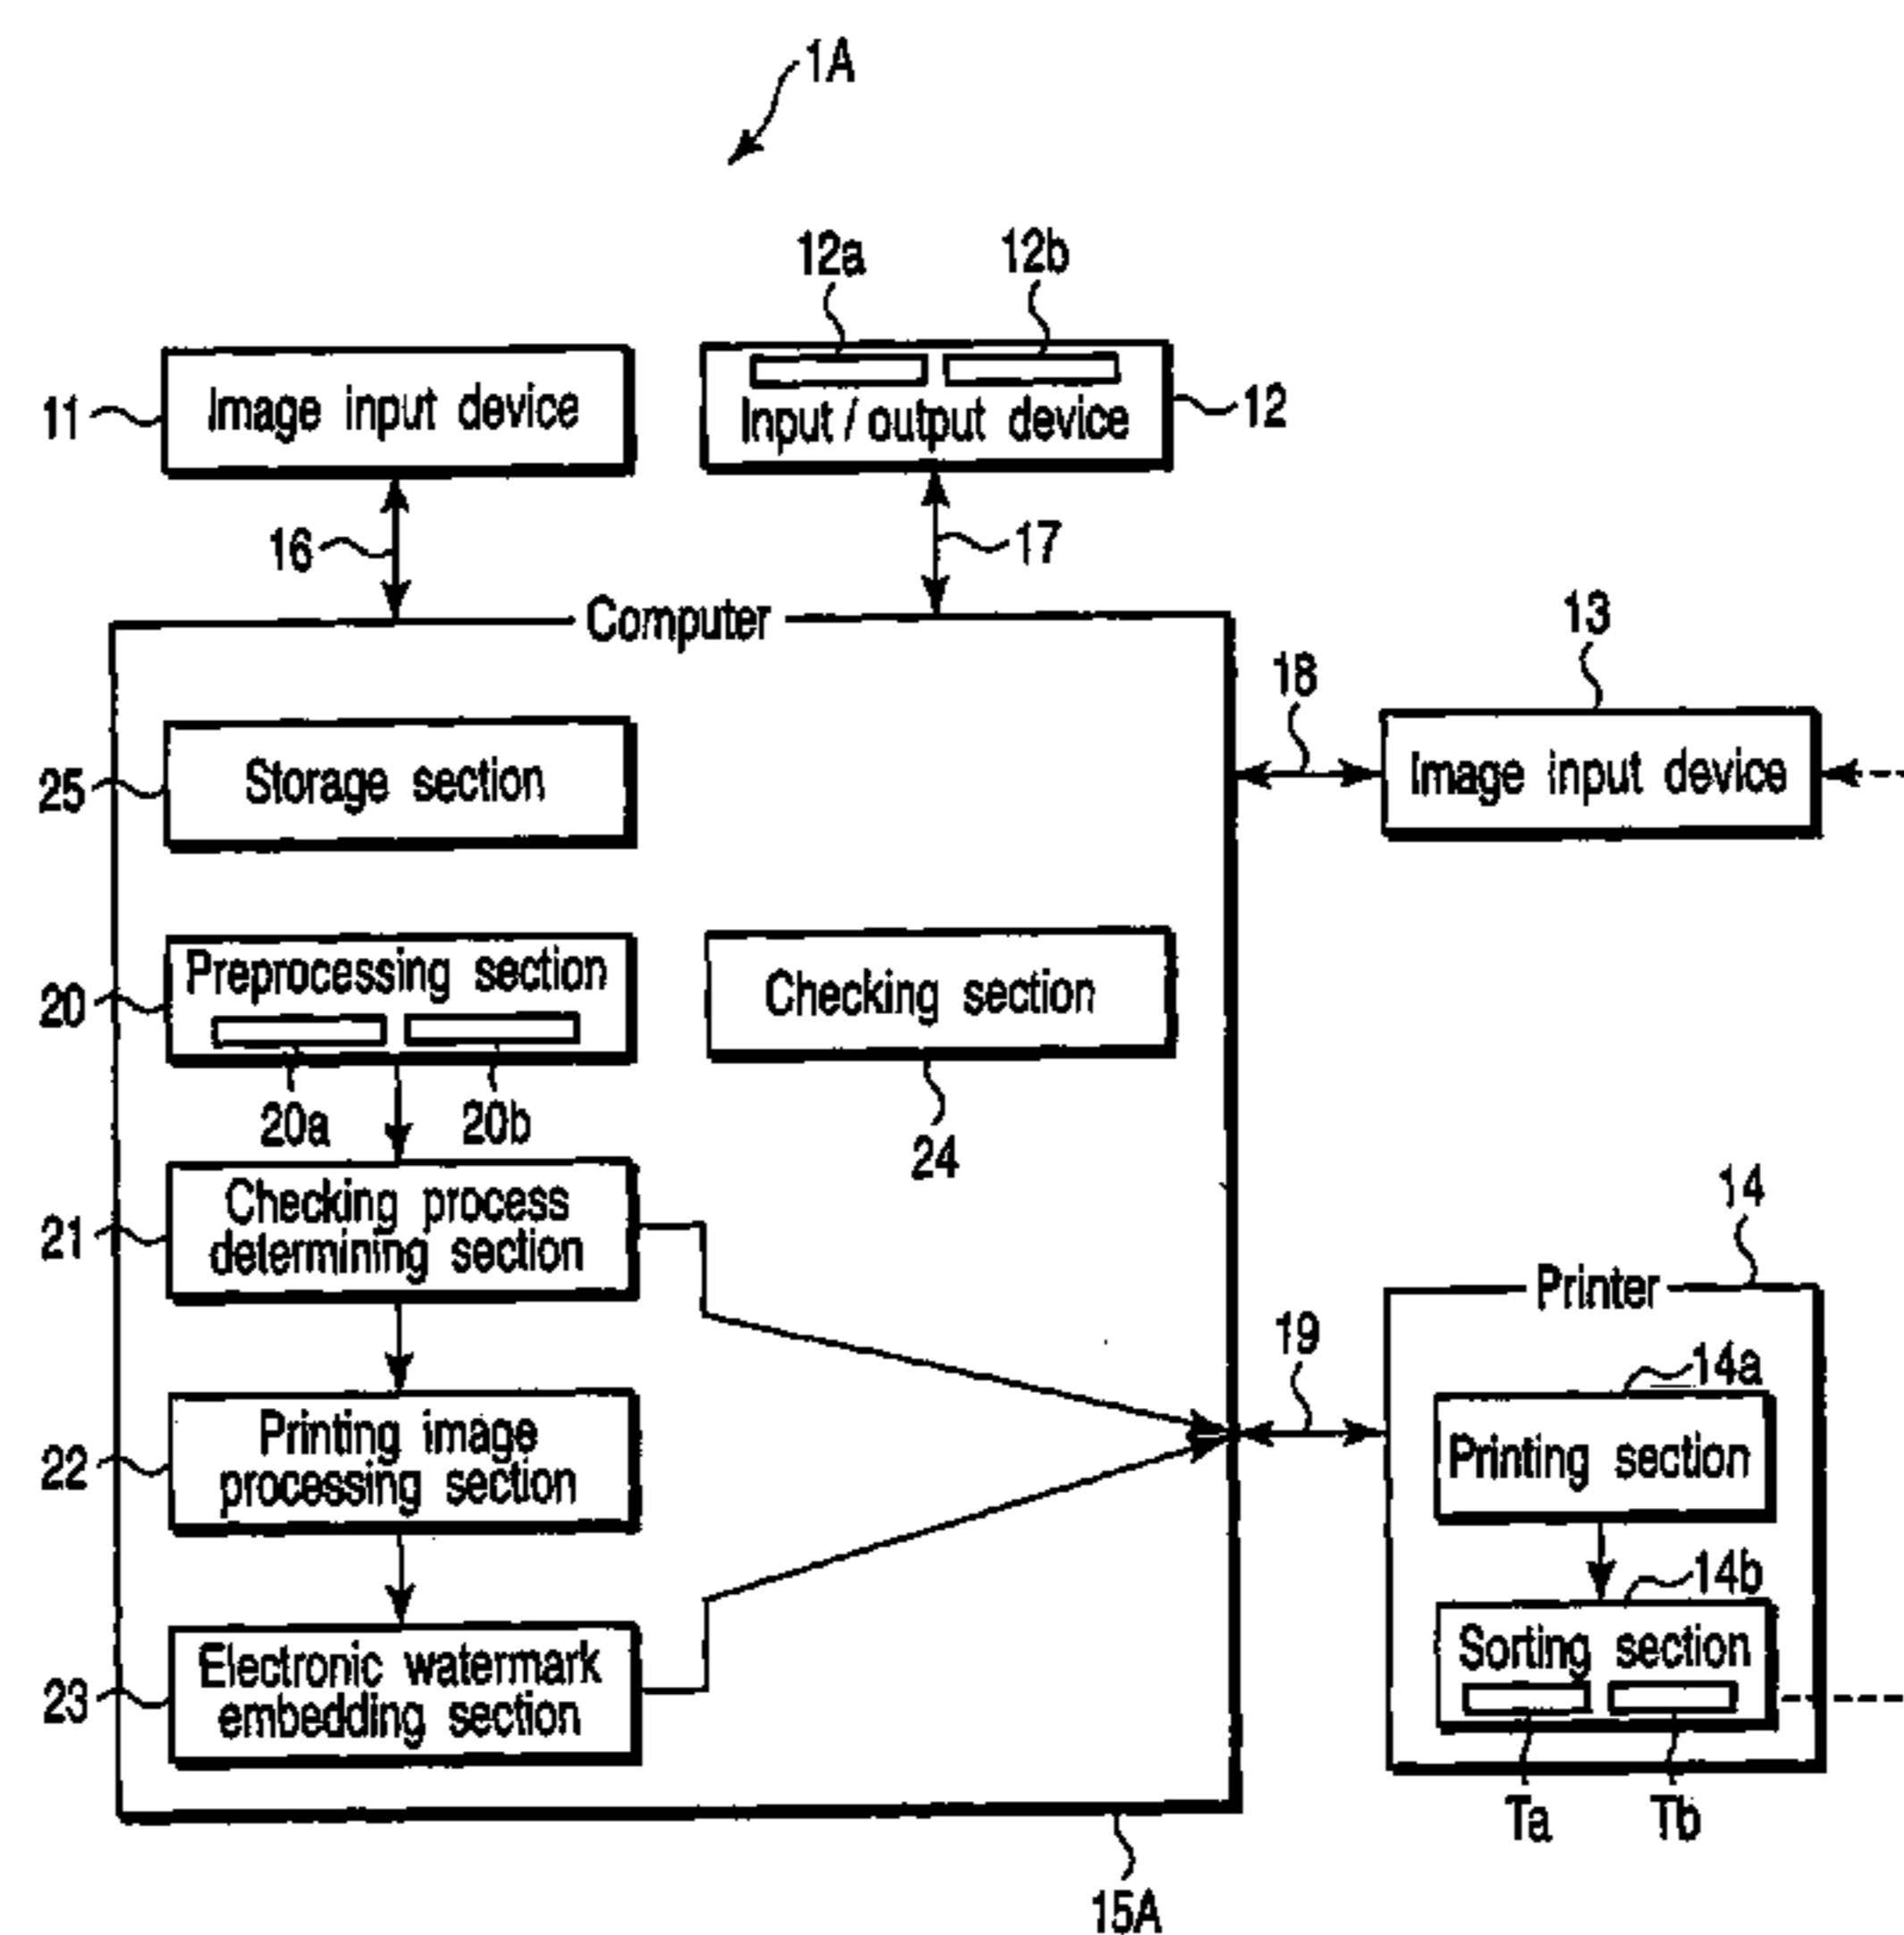 1A
12a
12b
11
Image input device
Input / output device
12
16
17
Computer
13
18
25
Storage section
Image input device
20
Preprocessing section
Checking section
20a
20b
24
21
Checking process
determining section
14
Printer
19
14a
22
Printing image
processing section
Printing section
14b
23
Electronic watermark
embedding section
Sorting section
Ta
Tb
15A